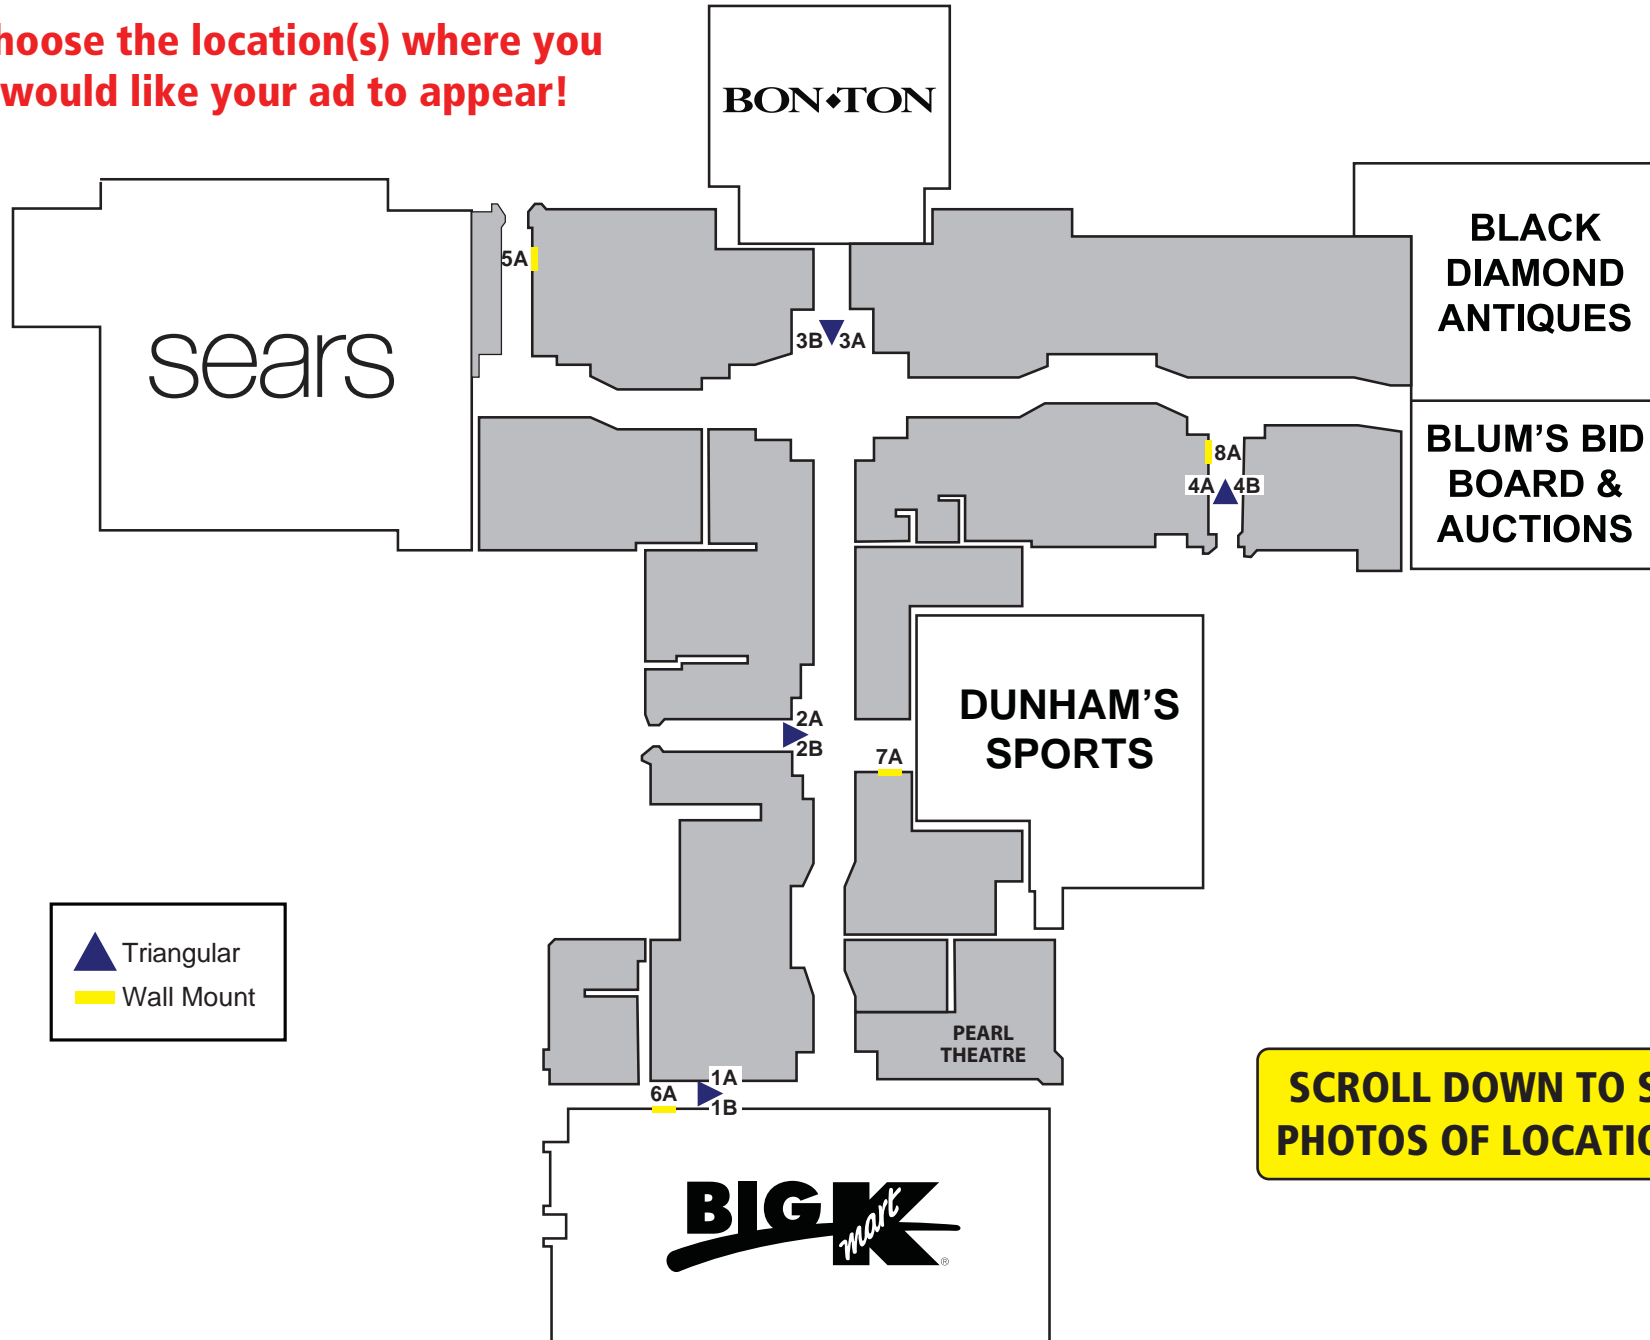 hoose the location(s) where you
would like your ad to appear!
BON◆TON
BLACK
DIAMOND
ANTIQUES
5A
sears
3B 3A
BLUM'S BID
BOARD &
AUCTIONS
8A
4A 4B
2A
2B
7A
DUNHAM'S
SPORTS
Triangular
Wall Mount
PEARL
THEATRE
1A
6A
1B
SCROLL DOWN TO S
PHOTOS OF LOCATIO
BIG K
mart
®